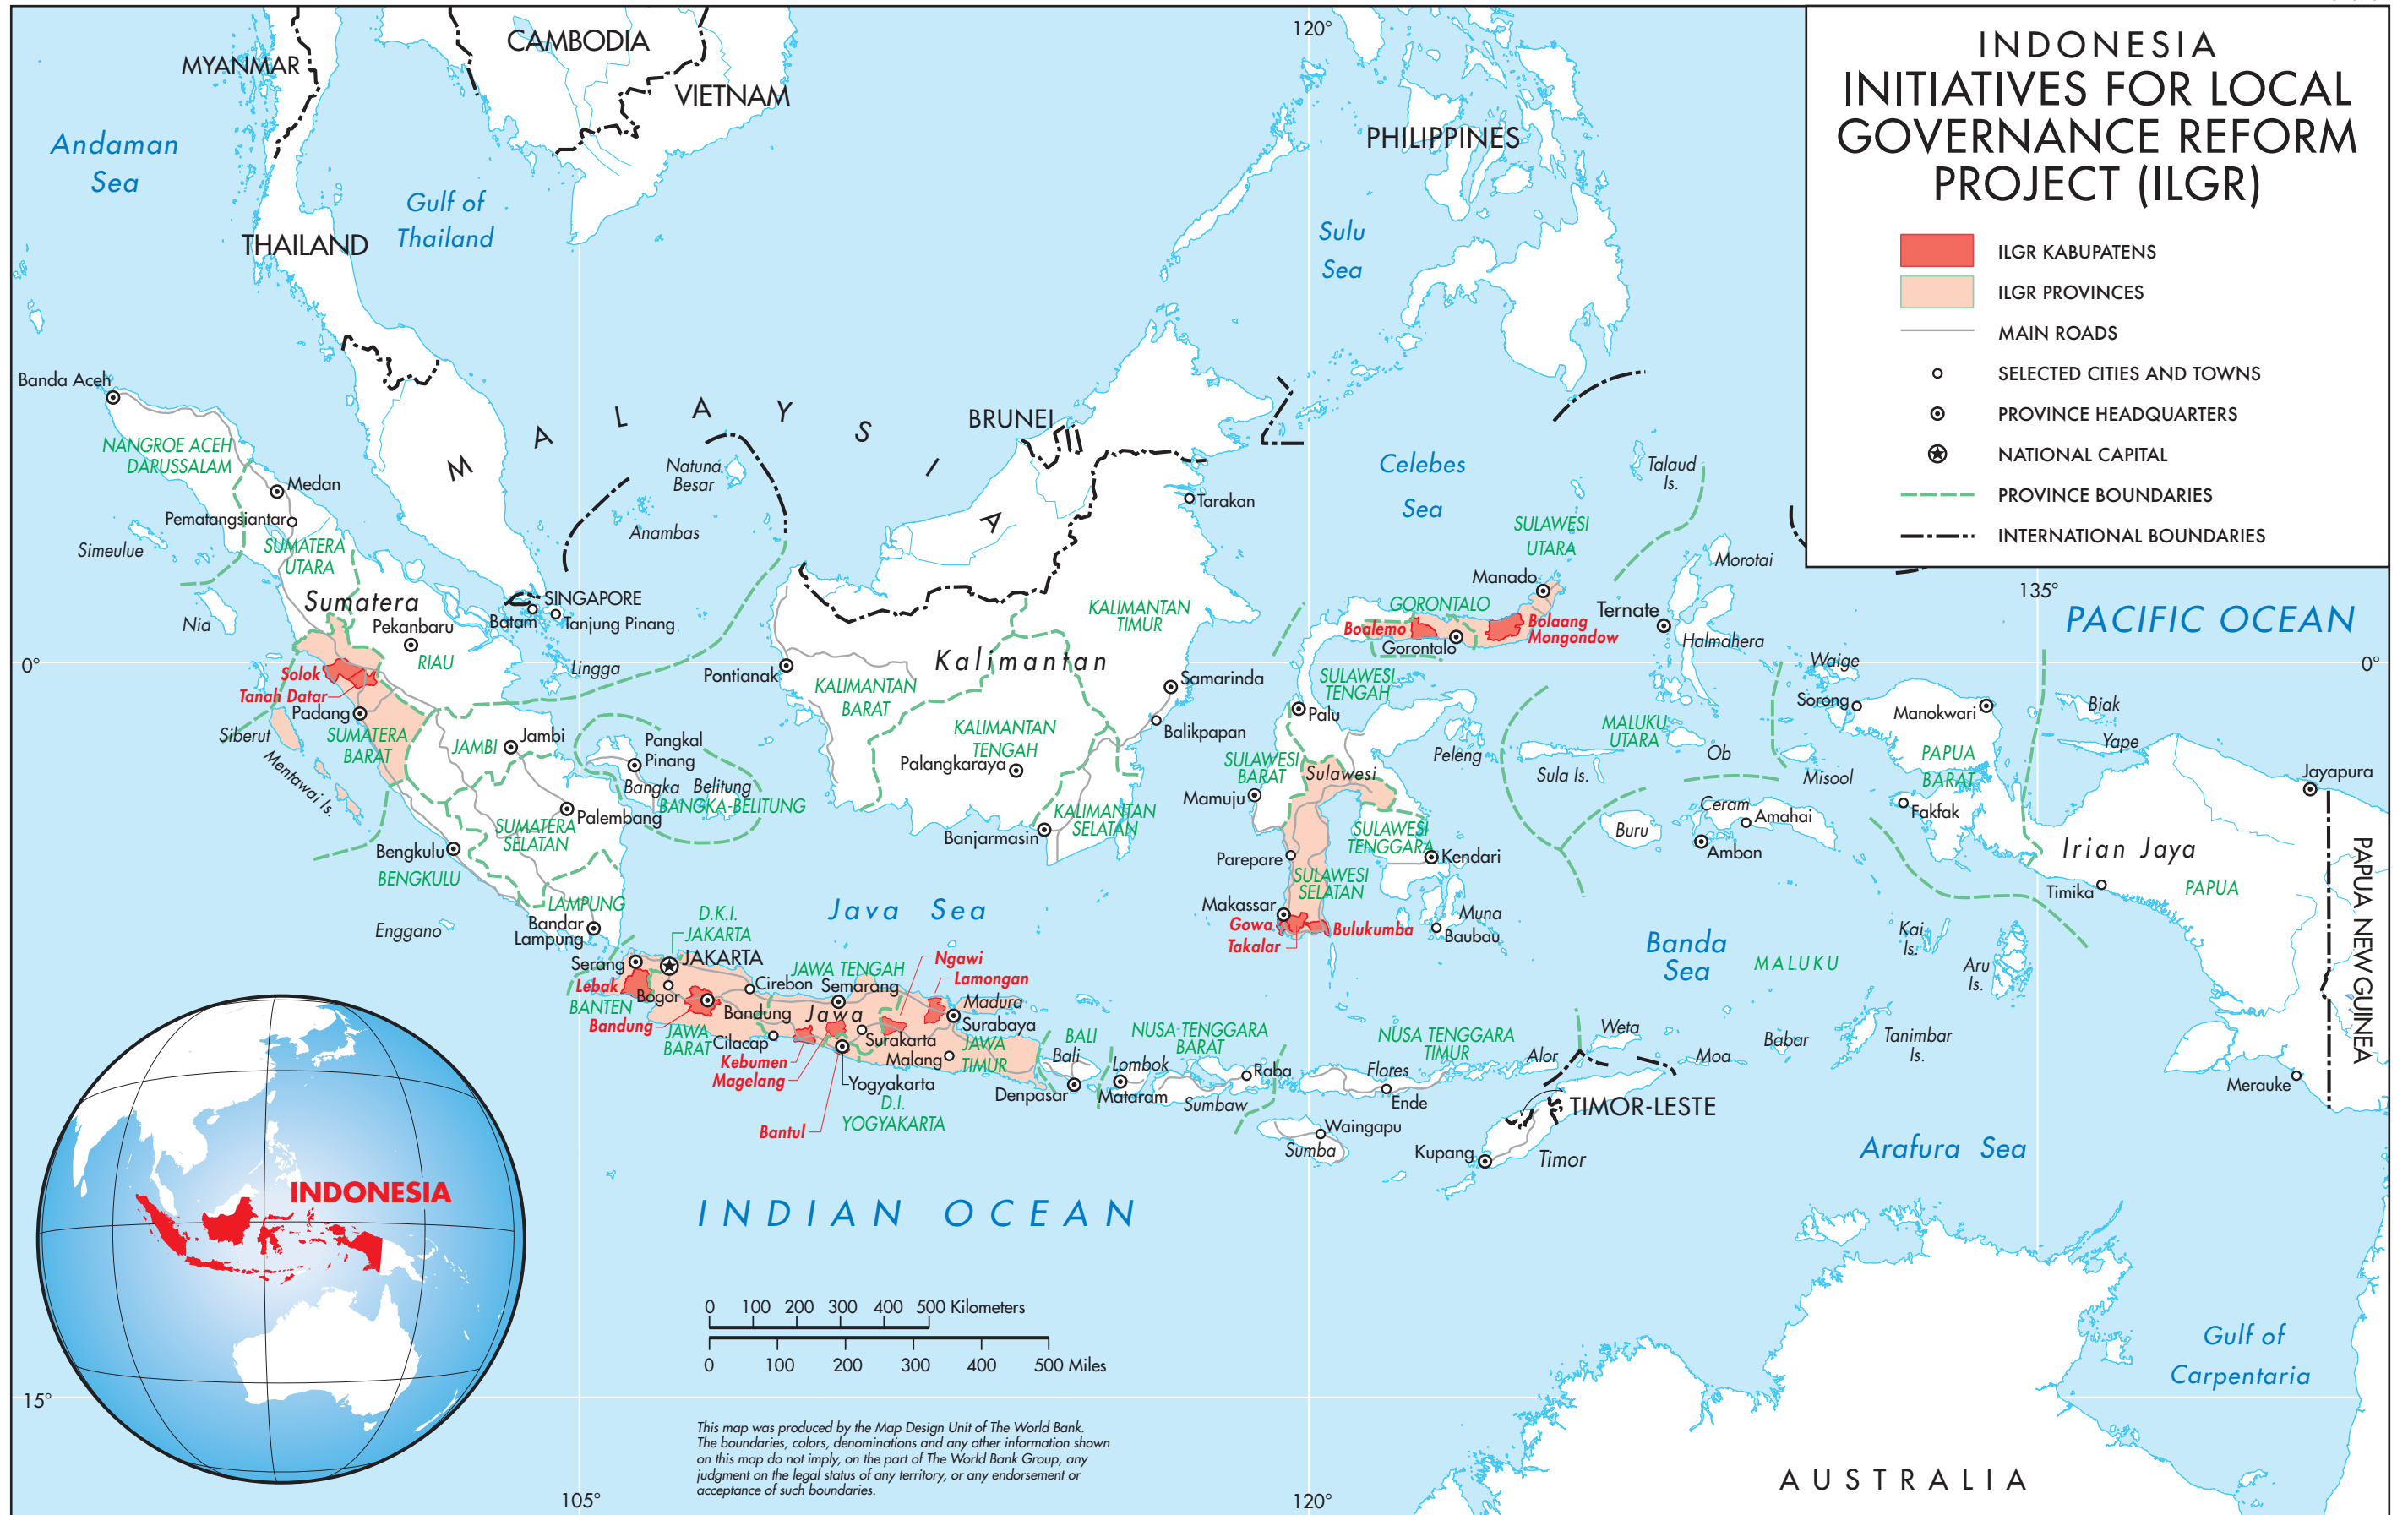 INDONESIA
INITIATIVES FOR LOCAL
GOVERNANCE REFORM
PROJECT (ILGR)
ILGR KABUPATENS
ILGR PROVINCES
MAIN ROADS
SELECTED CITIES AND TOWNS
PROVINCE HEADQUARTERS
NATIONAL CAPITAL
PROVINCE BOUNDARIES
INTERNATIONAL BOUNDARIES
120°
MYANMAR
CAMBODIA
VIETNAM
THAILAND
PHILIPPINES
Andaman
Sea
Gulf of
Thailand
Sulu
Sea
Celebes
Sea
MALAYSIA
BRUNEI
SINGAPORE
Banda Aceh
NANGROE ACEH
DARUSSALAM
Medan
Pematangsiantar
Simeulue
SUMATERA
UTARA
Sumatera
Nia
Pekanbaru
RIAU
Batam
Tanjung Pinang
Lingga
Natuna
Besar
Anambas
0°
Solok
Tanah Datar
Padang
Siberut
SUMATERA
BARAT
Mentawai Is.
JAMBI
Jambi
Pangkal
Pinang
Bangka
Belitung
BANGKA-BELITUNG
Palembang
SUMATERA
SELATAN
Bengkulu
BENGKULU
Enggano
LAMPUNG
Bandar
Lampung
Tarakan
KALIMANTAN
TIMUR
Kalimantan
Pontianak
KALIMANTAN
BARAT
Samarinda
Balikpapan
KALIMANTAN
TENGAH
Palangkaraya
KALIMANTAN
SELATAN
Banjarmasin
Java Sea
D.K.I.
JAKARTA
JAKARTA
Serang
Lebak
BANTEN
Bogor
Bandung
Bandung
JAWA
BARAT
Cirebon
JAWA TENGAH
Semarang
Jawa
Cilacap
Kebumen
Magelang
Bantul
Surakarta
Yogyakarta
D.I.
YOGYAKARTA
Ngawi
Lamongan
Madura
Surabaya
Malang
JAWA
TIMUR
BALI
Bali
Denpasar
NUSA-TENGGARA
BARAT
Lombok
Mataram
Sumbaw
Raba
NUSA TENGGARA
TIMUR
Flores
Ende
Alor
Waingapu
Sumba
Kupang
Timor
TIMOR-LESTE
Weta
Moa
Babar
Tanimbar
Is.
Talaud
Is.
SULAWESI
UTARA
Manado
GORONTALO
Boalemo
Gorontalo
Bolaang
Mongondow
SULAWESI
TENGAH
Palu
SULAWESI
BARAT
Mamuju
Sulawesi
Peleng
SULAWESI
TENGGARA
Kendari
Parepare
SULAWESI
SELATAN
Makassar
Gowa
Takalar
Bulukumba
Muna
Baubau
Morotai
Ternate
Halmahera
MALUKU
UTARA
Ob
Sula Is.
Buru
Ceram
Amahai
Ambon
Banda
Sea
MALUKU
Kai
Is.
Aru
Is.
135°
PACIFIC OCEAN
0°
Waige
Sorong
Manokwari
Misool
PAPUA
BARAT
Fakfak
Biak
Yape
Jayapura
Irian Jaya
PAPUA
Timika
Merauke
PAPUA NEW GUINEA
Arafura Sea
INDIAN OCEAN
INDONESIA
0 100 200 300 400 500 Kilometers
0 100 200 300 400 500 Miles
Gulf of
Carpentaria
AUSTRALIA
15°
105°
120°
This map was produced by the Map Design Unit of The World Bank.
The boundaries, colors, denominations and any other information shown
on this map do not imply, on the part of The World Bank Group, any
judgment on the legal status of any territory, or any endorsement or
acceptance of such boundaries.